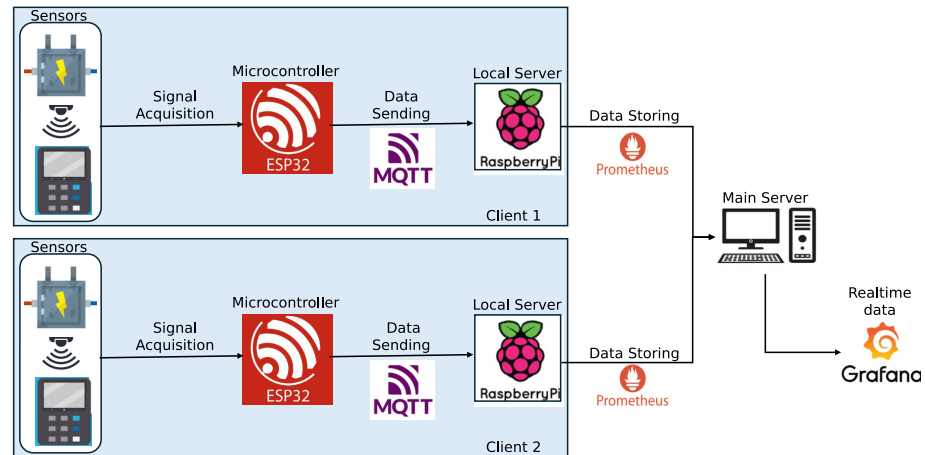 Sensors
Signal
Acquisition
Microcontroller
ESP32
Data
Sending
MQTT
Local Server
RaspberryPi
Client 1
Data Storing
Prometheus
Sensors
Signal
Acquisition
Microcontroller
ESP32
Data
Sending
MQTT
Local Server
RaspberryPi
Client 2
Data Storing
Prometheus
Main Server
Realtime
data
Grafana